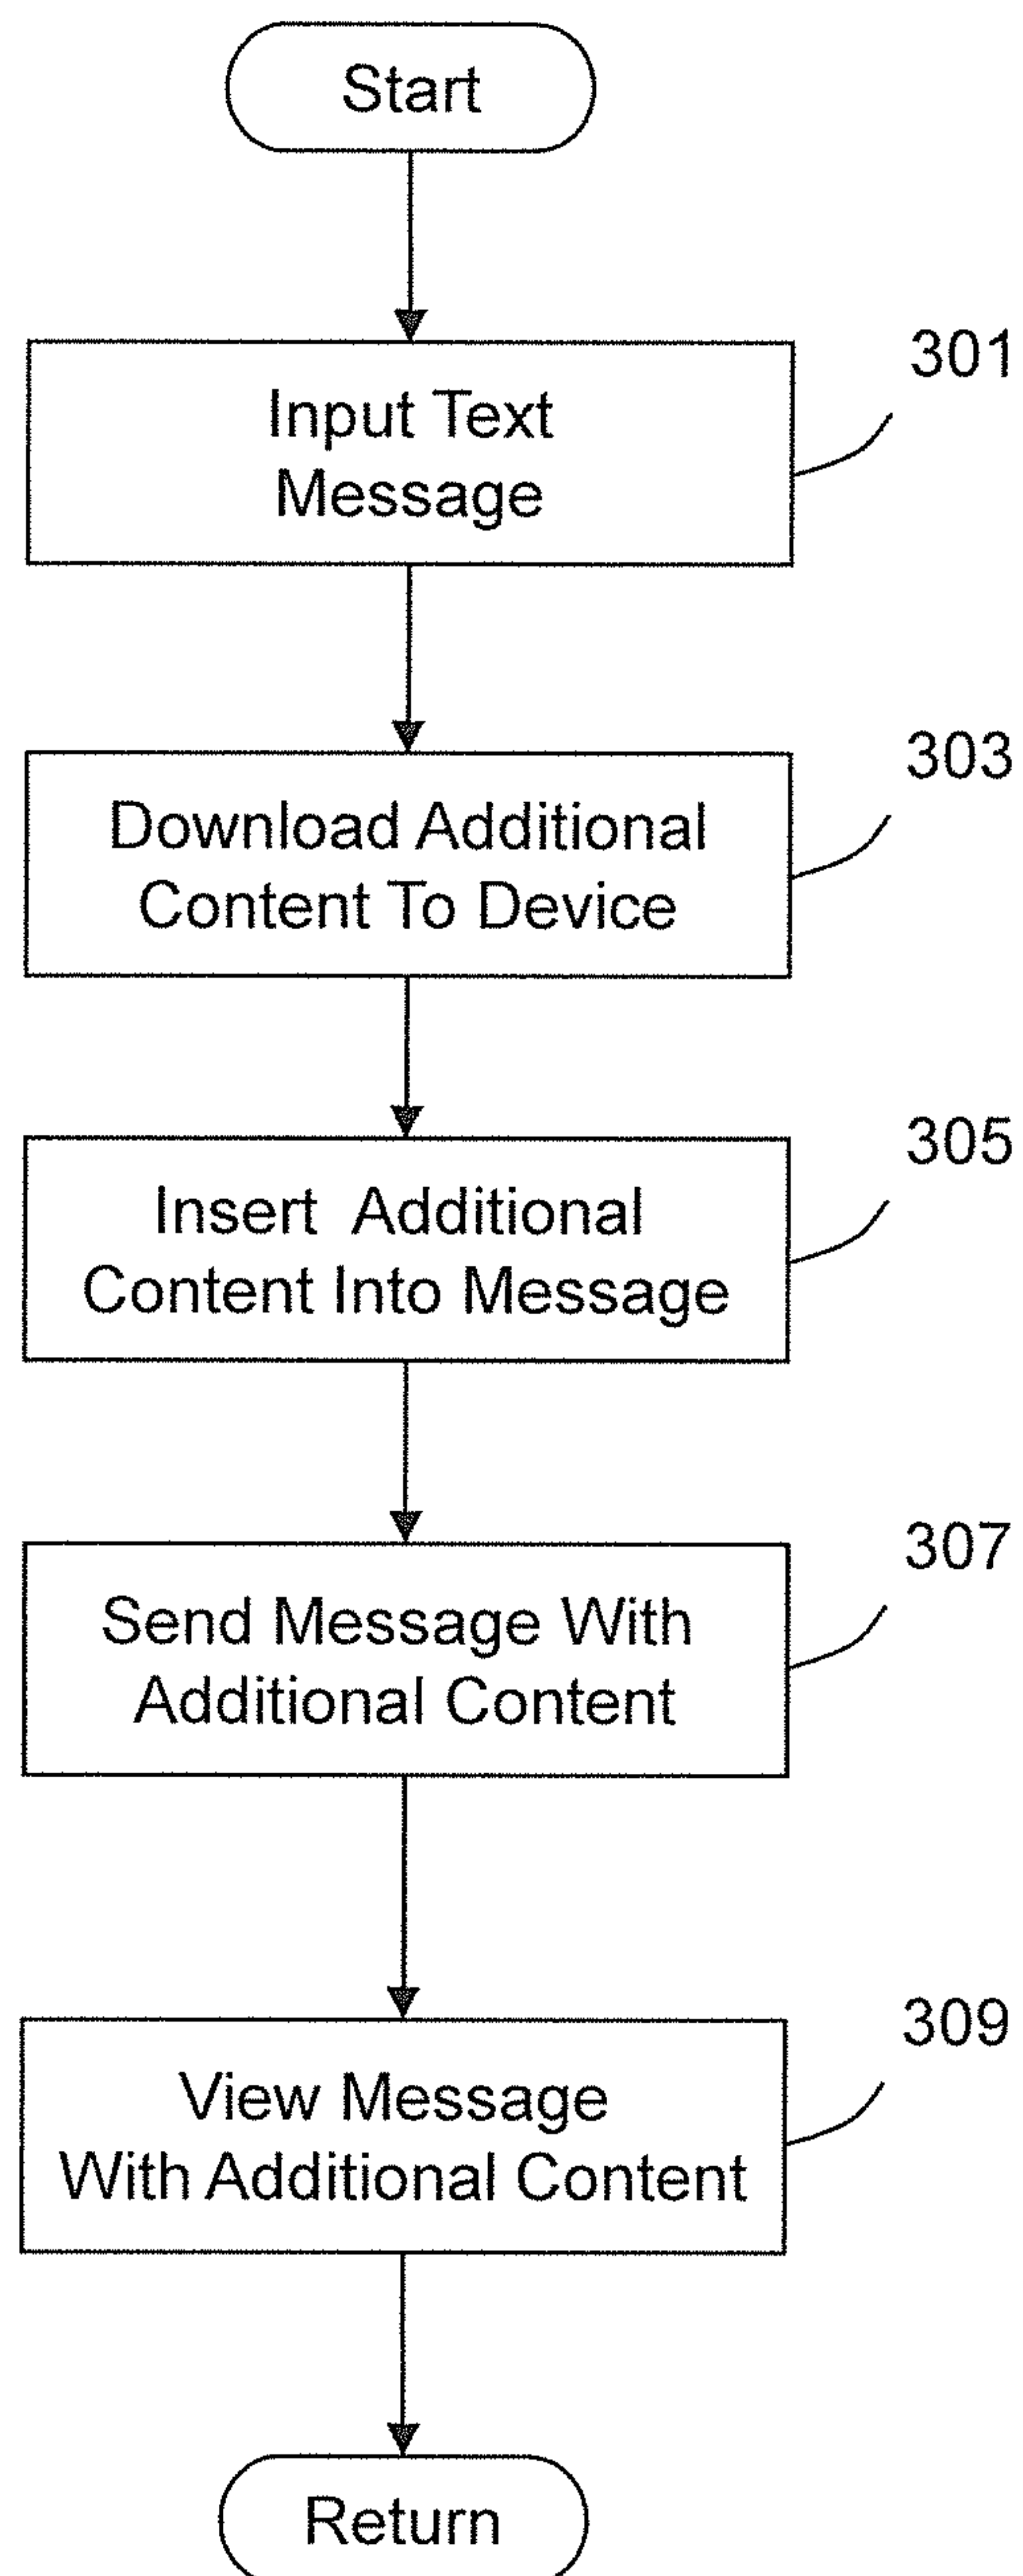 Start
301
Input Text
Message
303
Download Additional
Content To Device
305
Insert Additional
Content Into Message
307
Send Message With
Additional Content
309
View Message
With Additional Content
Return